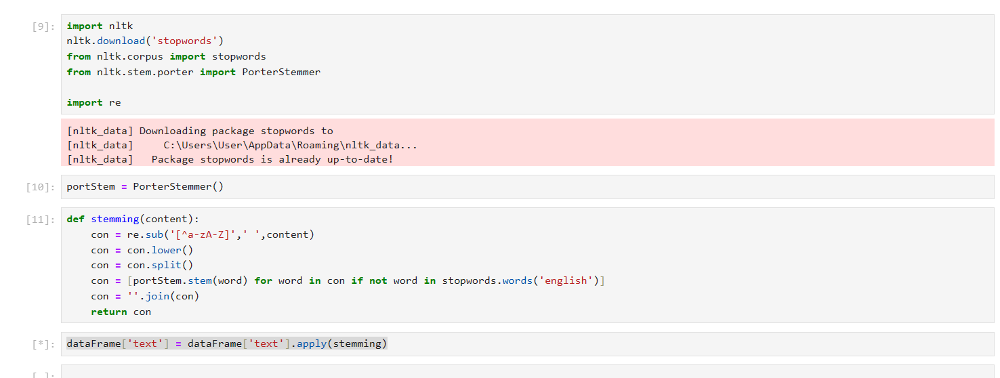 [9]: import nltk
nltk.download('stopwords')
from nltk.corpus import stopwords
from nltk.stem.porter import PorterStemmer
import re
[nltk_data] Downloading package stopwords to
[nltk_data]     C:\Users\User\AppData\Roaming\nltk_data...
[nltk_data]   Package stopwords is already up-to-date!
[10]: portStem = PorterStemmer()
[11]: def stemming(content):
    con = re.sub('[^a-zA-Z]',' ',content)
    con = con.lower()
    con = con.split()
    con = [portStem.stem(word) for word in con if not word in stopwords.words('english')]
    con = ''.join(con)
    return con
[*]: dataFrame['text'] = dataFrame['text'].apply(stemming)
[ ]: